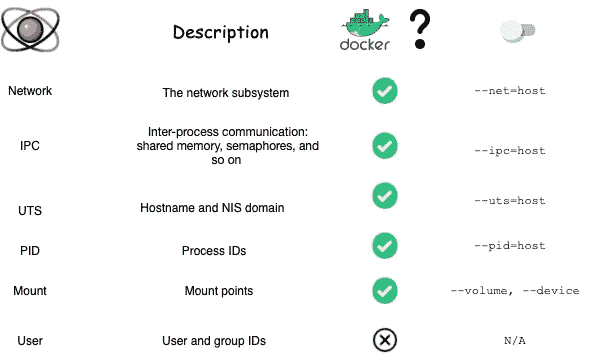 Description
docker
?
Network
The network subsystem
--net=host
IPC
Inter-process communication:
shared memory, semaphores, and
so on
--ipc=host
UTS
Hostname and NIS domain
--uts=host
PID
Process IDs
--pid=host
Mount
Mount points
--volume, --device
User
User and group IDs
N/A